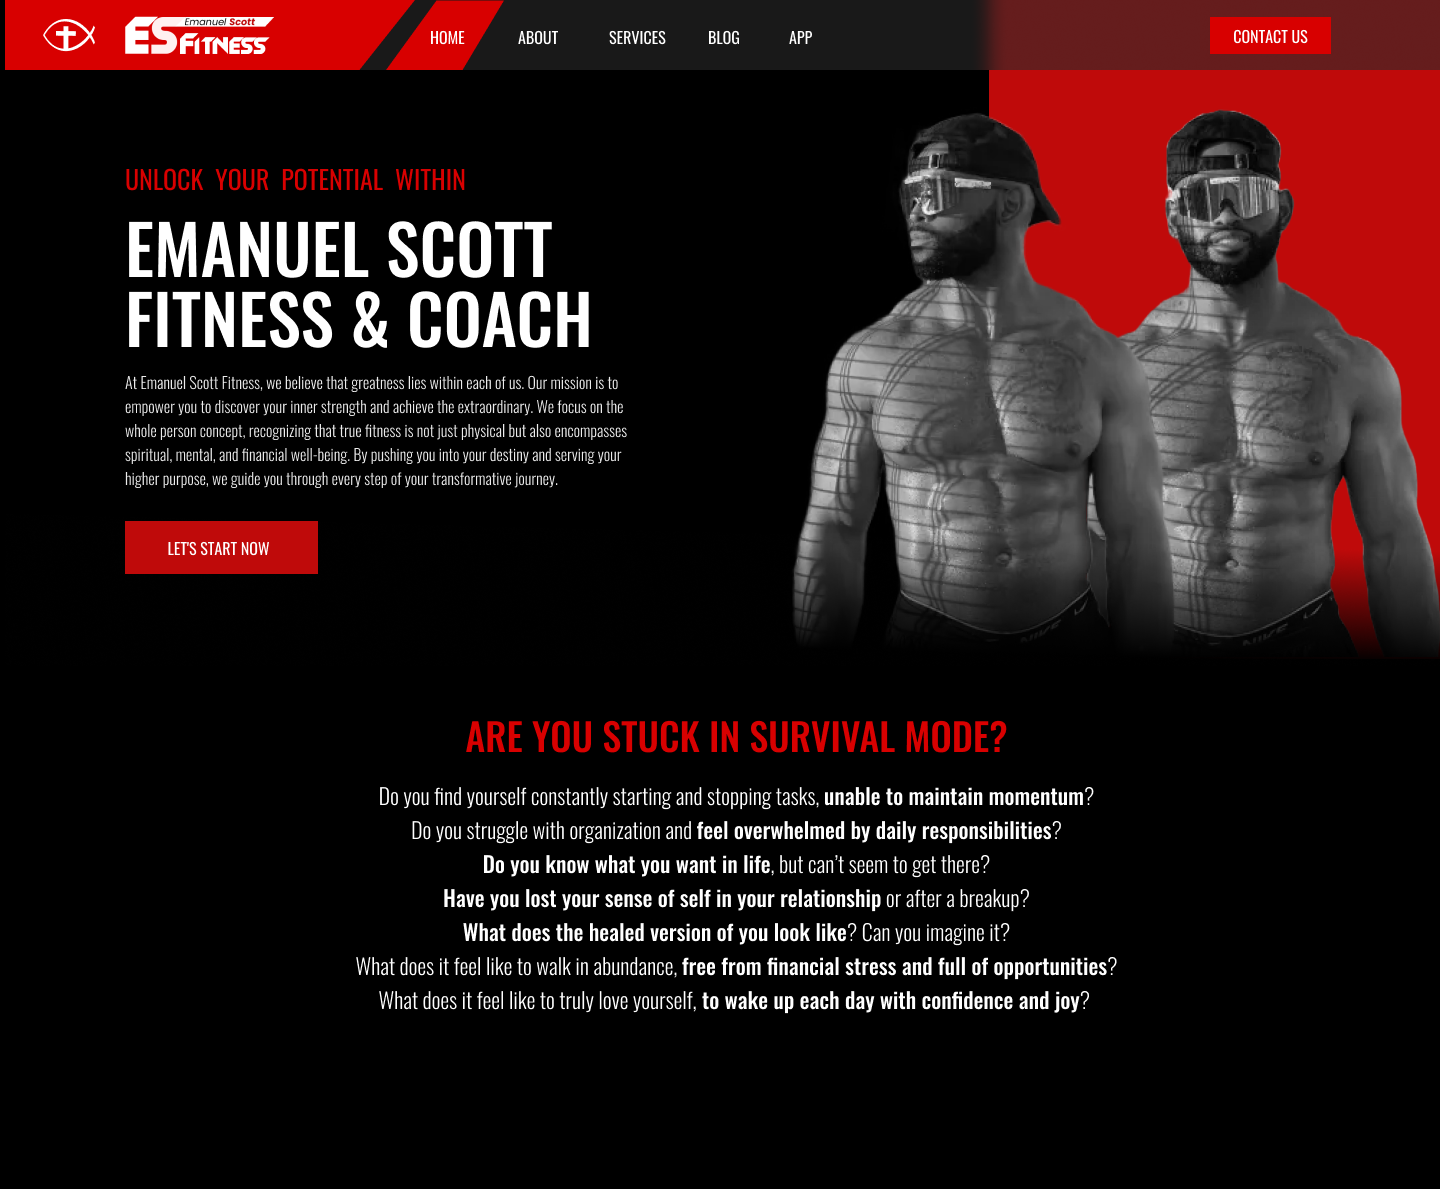 Emanuel Scott
ESFITNESS
HOME
ABOUT
SERVICES
BLOG
APP
CONTACT US
UNLOCK YOUR POTENTIAL WITHIN
EMANUEL SCOTT
FITNESS & COACH
At Emanuel Scott Fitness, we believe that greatness lies within each of us. Our mission is to
empower you to discover your inner strength and achieve the extraordinary. We focus on the
whole person concept, recognizing that true fitness is not just physical but also encompasses
spiritual, mental, and financial well-being. By pushing you into your destiny and serving your
higher purpose, we guide you through every step of your transformative journey.
LET'S START NOW
NIKE
NIKE
ARE YOU STUCK IN SURVIVAL MODE?
Do you find yourself constantly starting and stopping tasks, unable to maintain momentum?
Do you struggle with organization and feel overwhelmed by daily responsibilities?
Do you know what you want in life, but can’t seem to get there?
Have you lost your sense of self in your relationship or after a breakup?
What does the healed version of you look like? Can you imagine it?
What does it feel like to walk in abundance, free from financial stress and full of opportunities?
What does it feel like to truly love yourself, to wake up each day with confidence and joy?